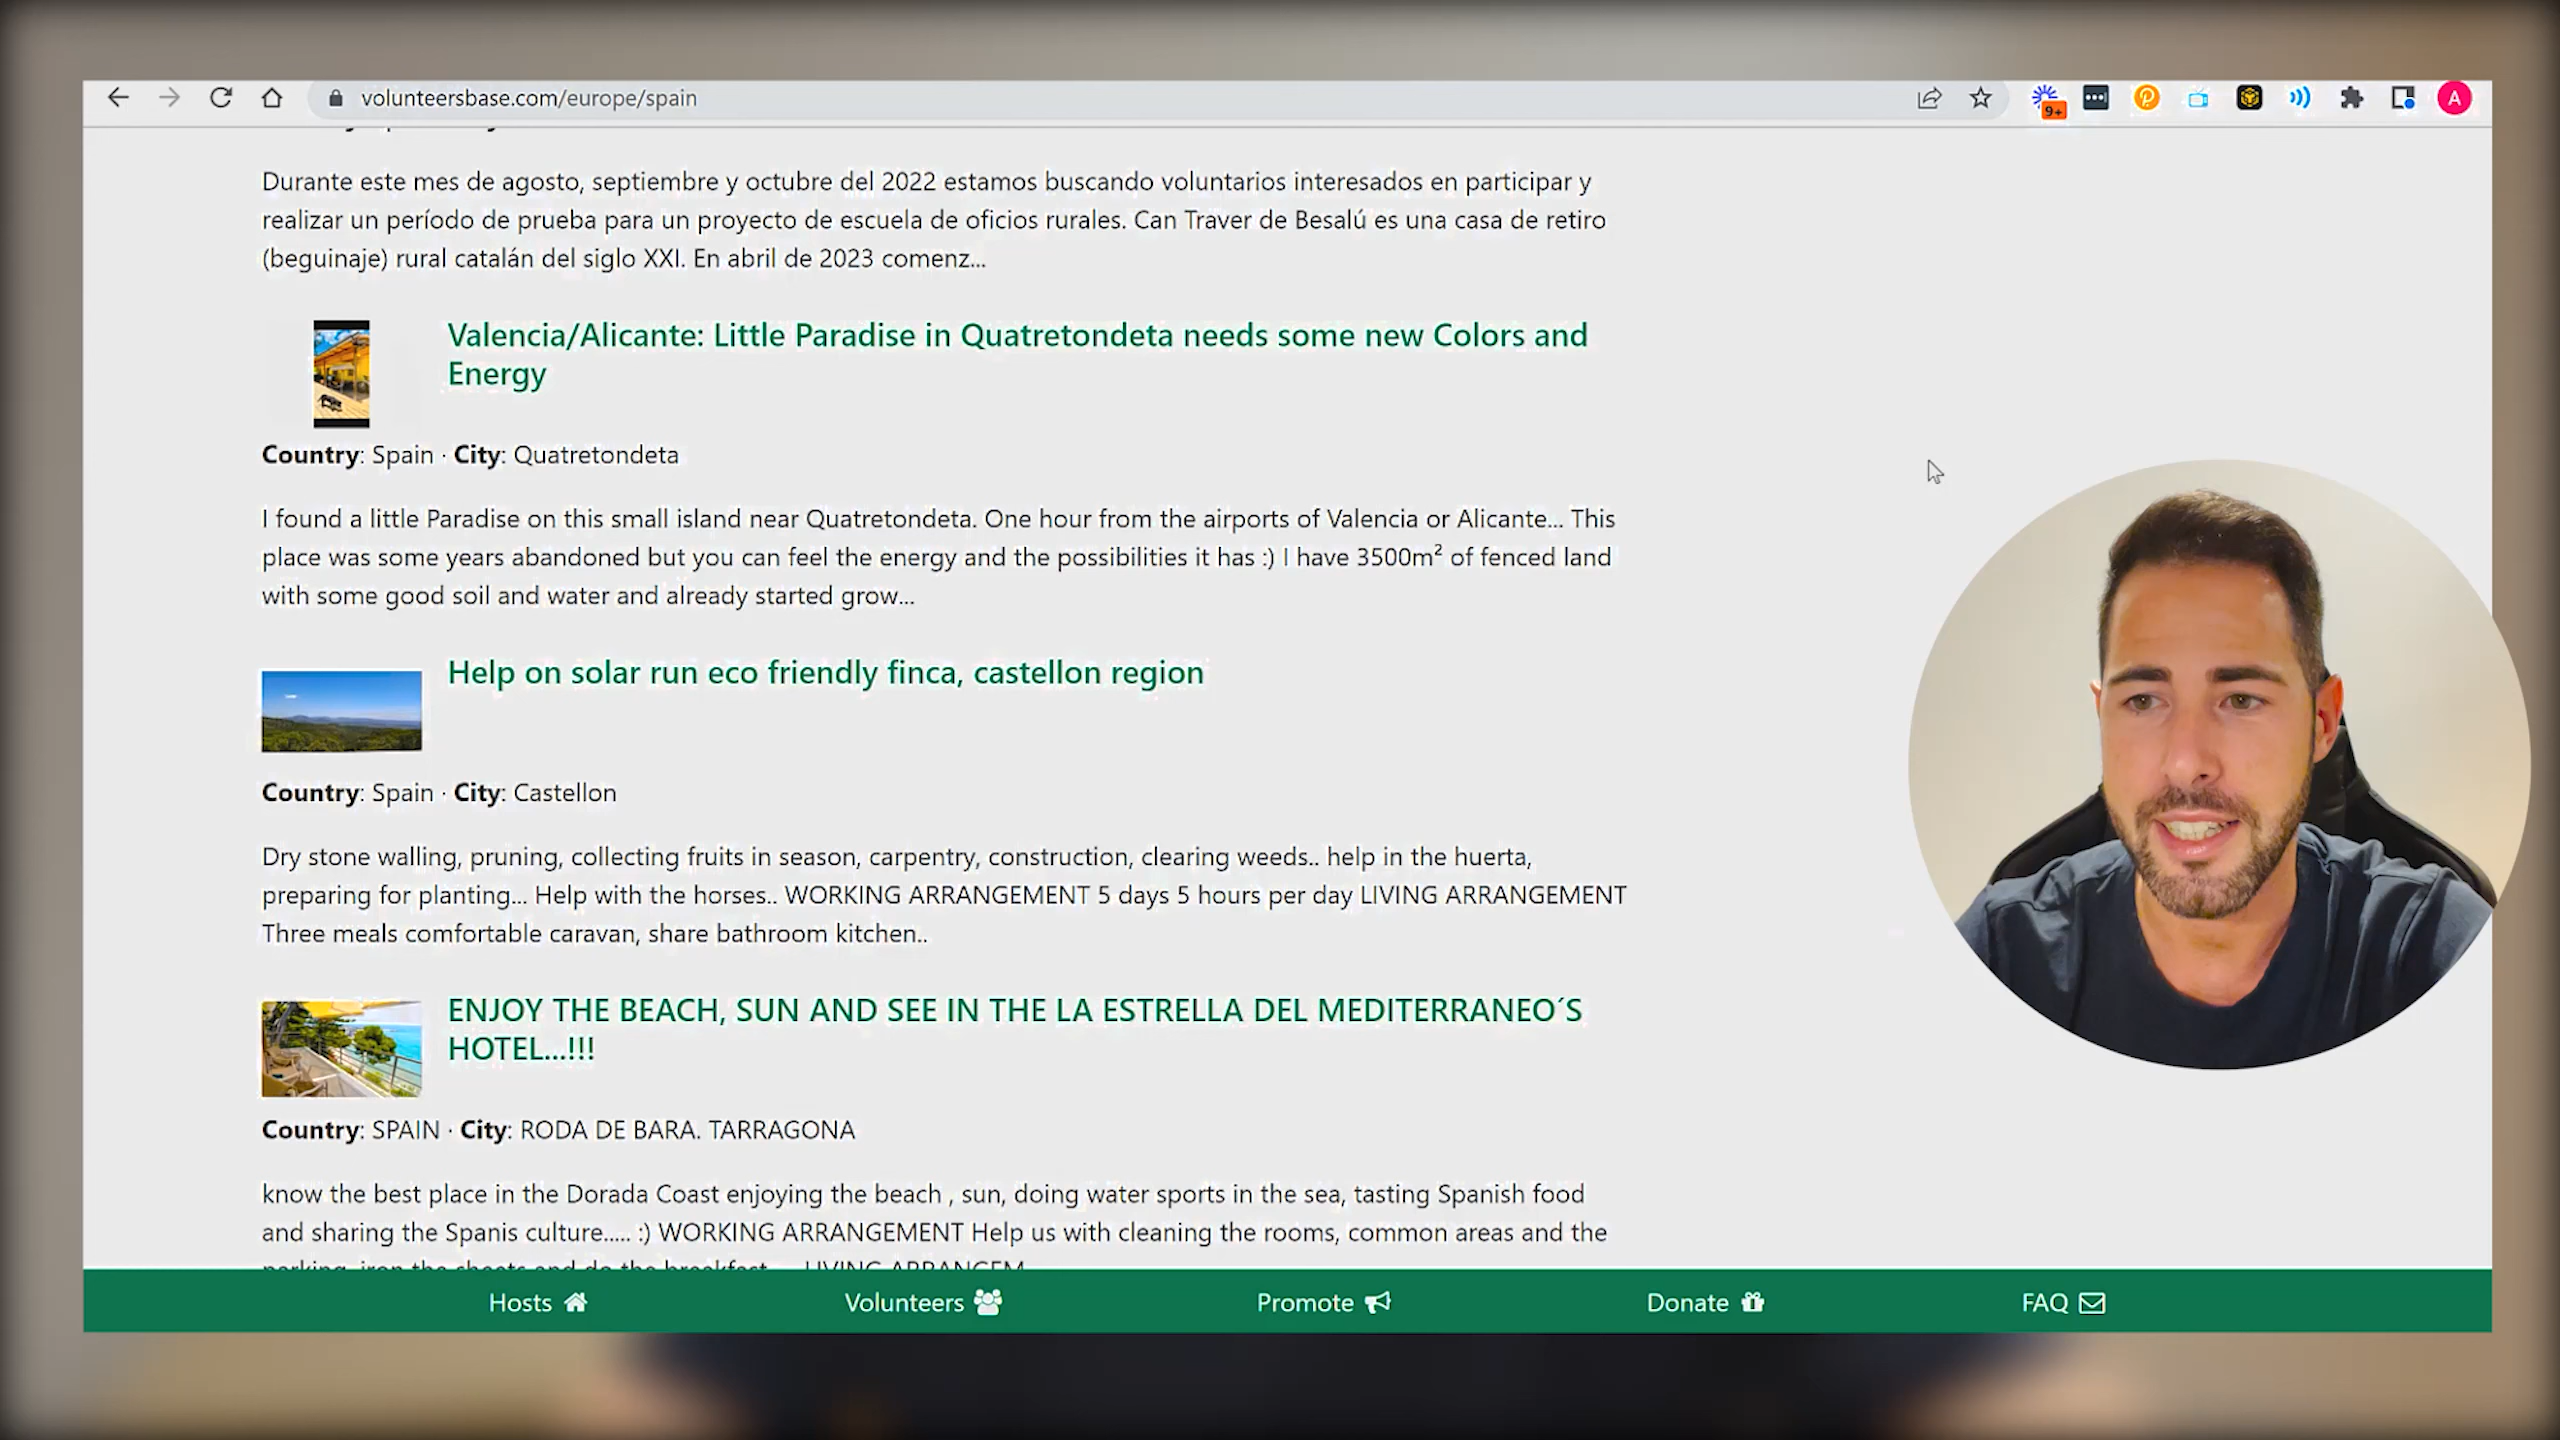 volunteersbase.com/europe/spain
9+
A
Durante este mes de agosto, septiembre y octubre del 2022 estamos buscando voluntarios interesados en participar y
realizar un período de prueba para un proyecto de escuela de oficios rurales. Can Traver de Besalú es una casa de retiro
(beguinaje) rural catalán del siglo XXI. En abril de 2023 comenz...
Valencia/Alicante: Little Paradise in Quatretondeta needs some new Colors and
Energy
Country: Spain · City: Quatretondeta
I found a little Paradise on this small island near Quatretondeta. One hour from the airports of Valencia or Alicante... This
place was some years abandoned but you can feel the energy and the possibilities it has :) I have 3500m² of fenced land
with some good soil and water and already started grow...
Help on solar run eco friendly finca, castellon region
Country: Spain · City: Castellon
Dry stone walling, pruning, collecting fruits in season, carpentry, construction, clearing weeds.. help in the huerta,
preparing for planting... Help with the horses.. WORKING ARRANGEMENT 5 days 5 hours per day LIVING ARRANGEMENT
Three meals comfortable caravan, share bathroom kitchen..
ENJOY THE BEACH, SUN AND SEE IN THE LA ESTRELLA DEL MEDITERRANEO´S
HOTEL...!!!
Country: SPAIN · City: RODA DE BARA. TARRAGONA
know the best place in the Dorada Coast enjoying the beach , sun, doing water sports in the sea, tasting Spanish food
and sharing the Spanis culture..... :) WORKING ARRANGEMENT Help us with cleaning the rooms, common areas and the
parking, iron the sheets and do the breakfast.... LIVING ARRANGEM
Hosts
Volunteers
Promote
Donate
FAQ